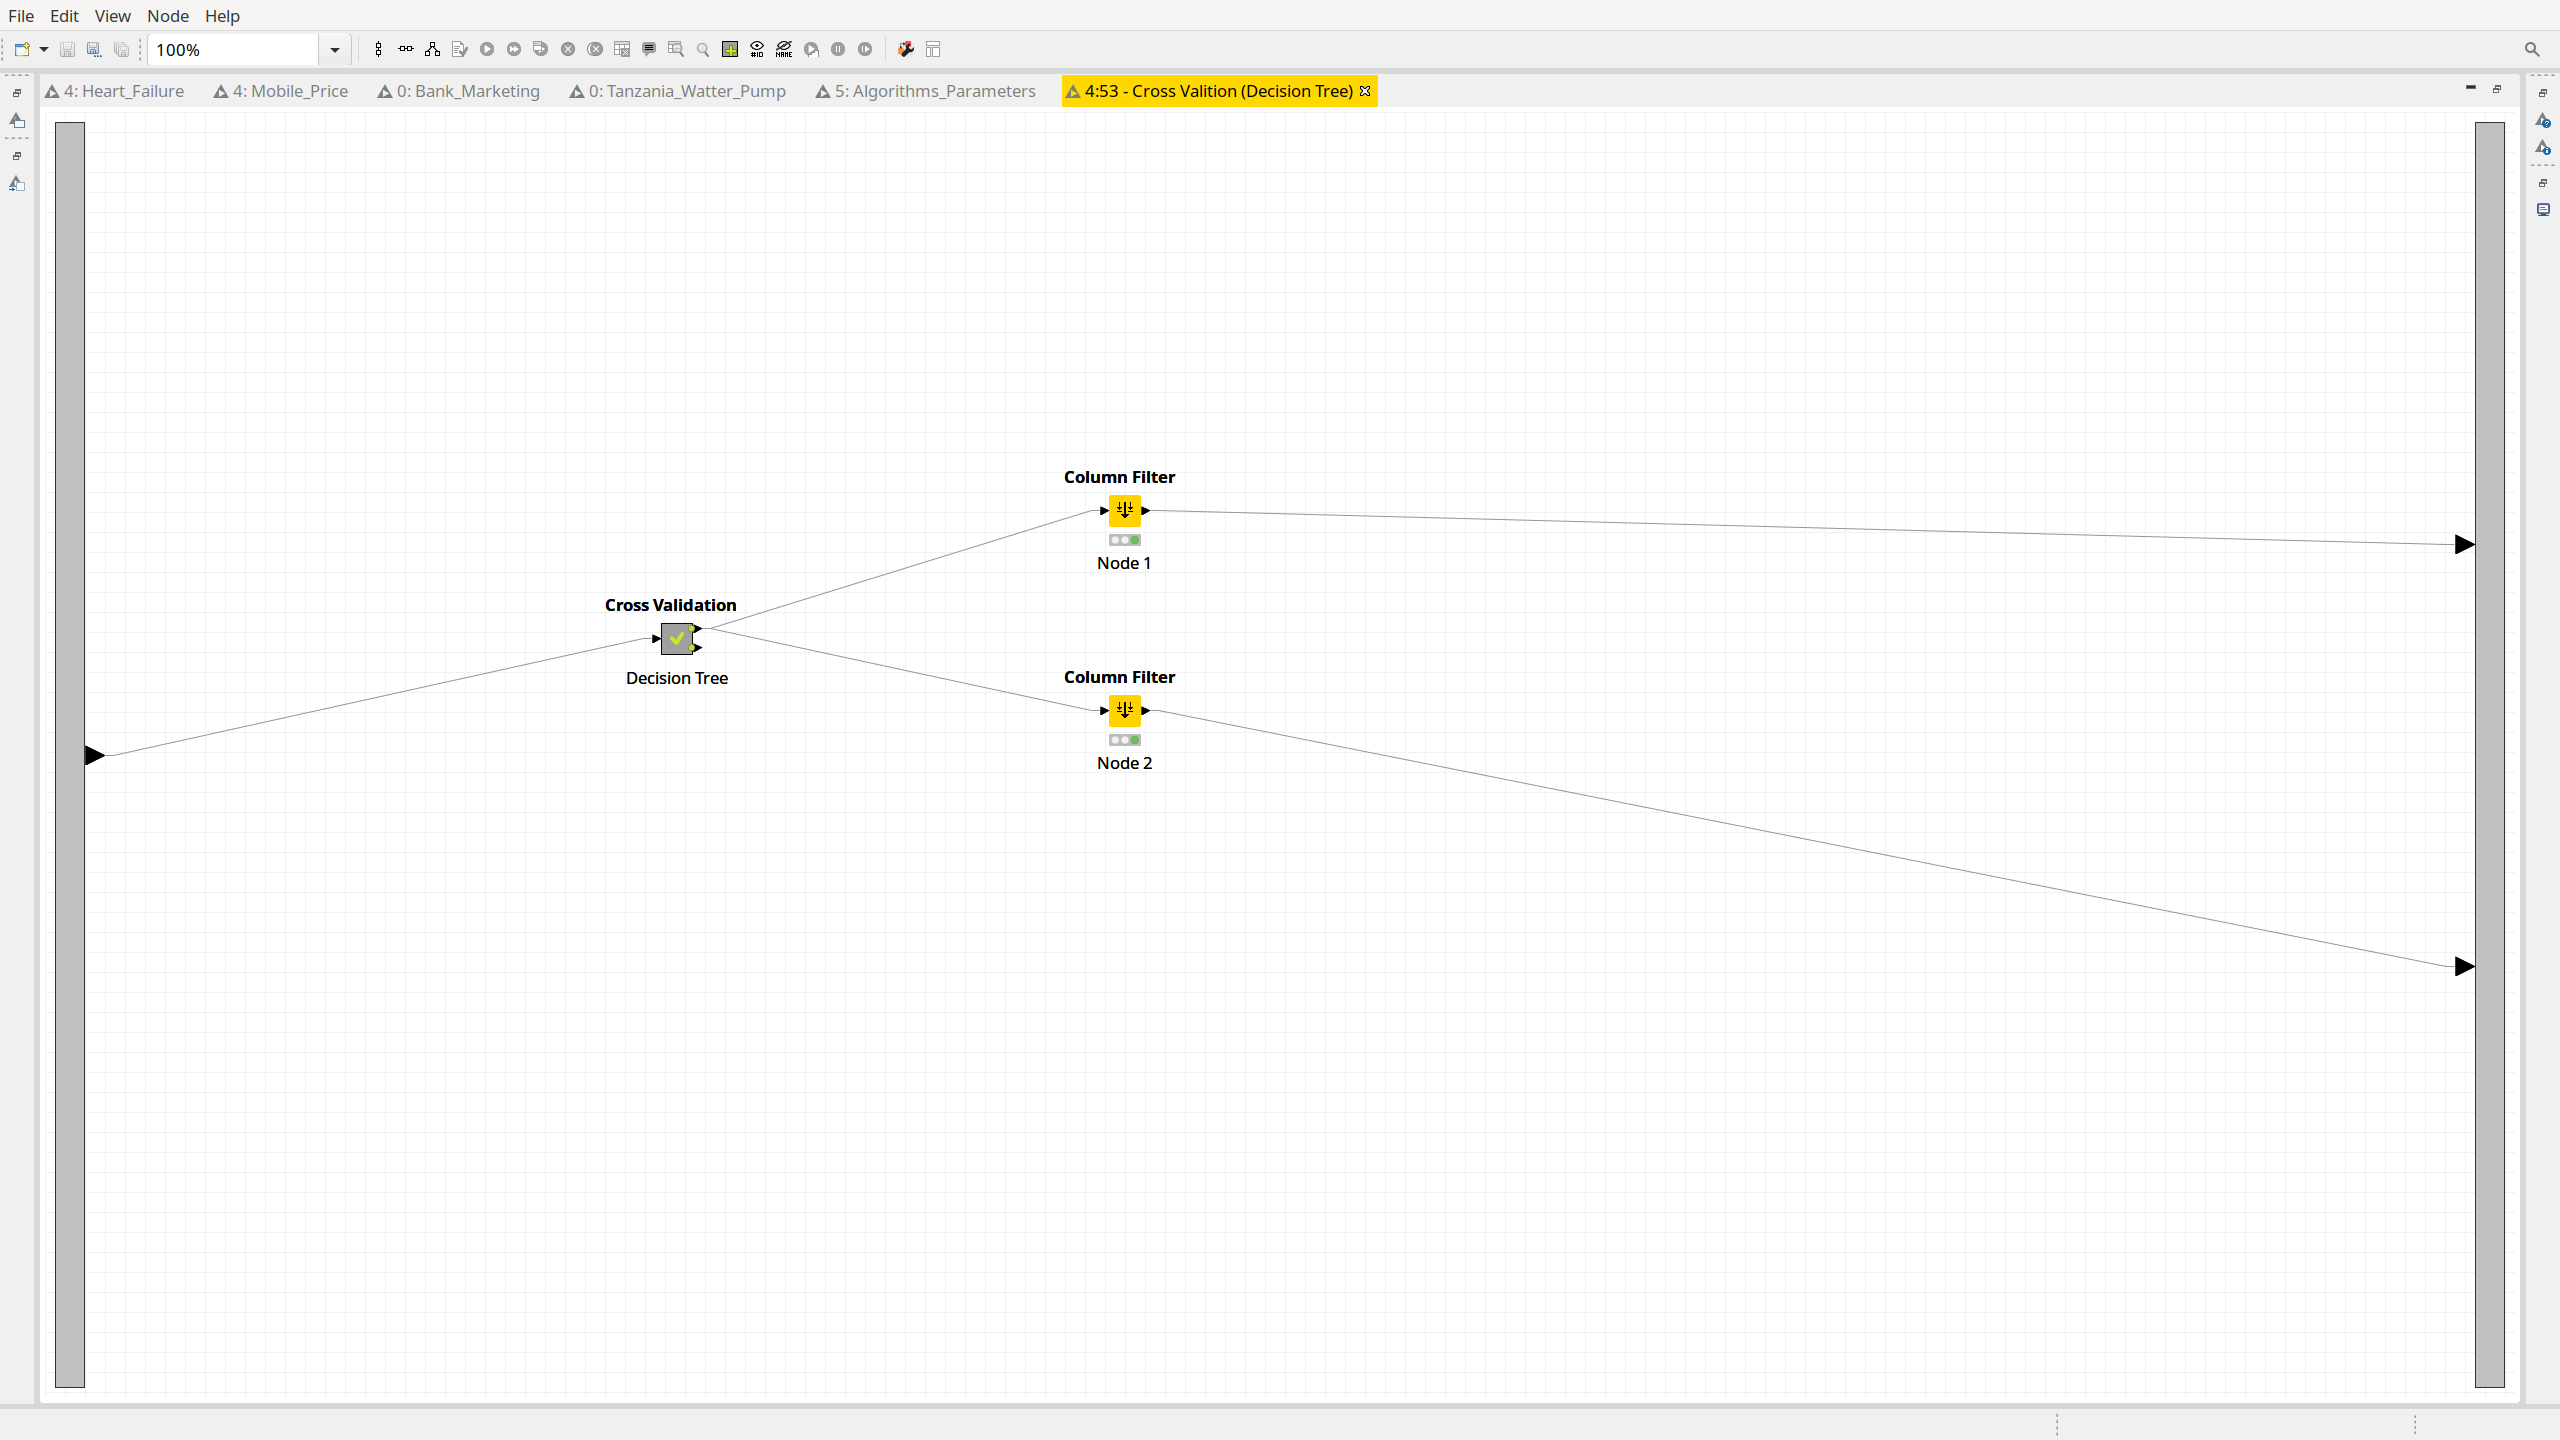 File Edit View Node Help
100%
4: Heart_Failure 4: Mobile_Price 0: Bank_Marketing 0: Tanzania_Watter_Pump 5: Algorithms_Parameters 4:53 - Cross Valition (Decision Tree)
Column Filter
Node 1
Cross Validation
Decision Tree
Column Filter
Node 2